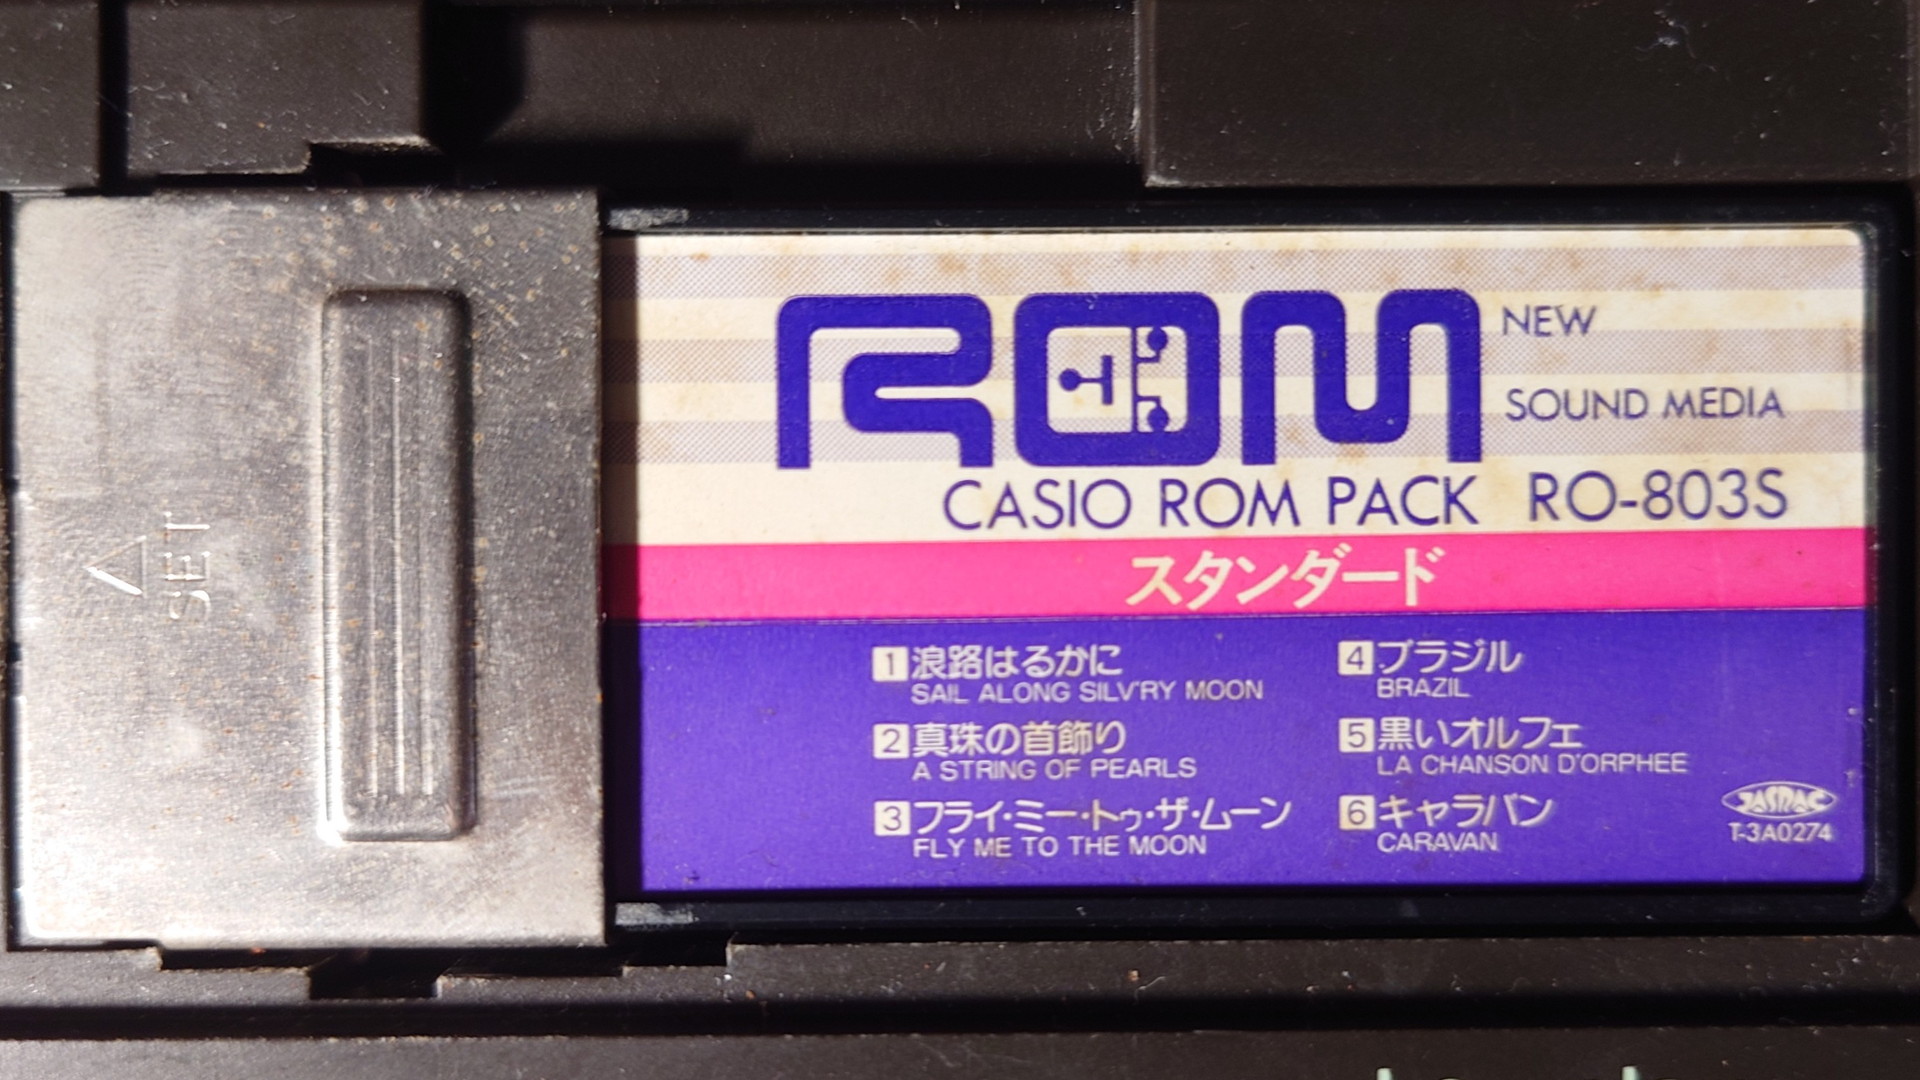 SET
ROM
NEW
SOUND MEDIA
CASIO ROM PACK RO-803S
スタンダード
1 浪路はるかに
SAIL ALONG SILV'RY MOON
2 真珠の首飾り
A STRING OF PEARLS
3 フライ・ミー・トゥ・ザ・ムーン
FLY ME TO THE MOON
4 ブラジル
BRAZIL
5 黒いオルフェ
LA CHANSON D'ORPHEE
6 キャラバン
CARAVAN
JASRAC
T-3A0274